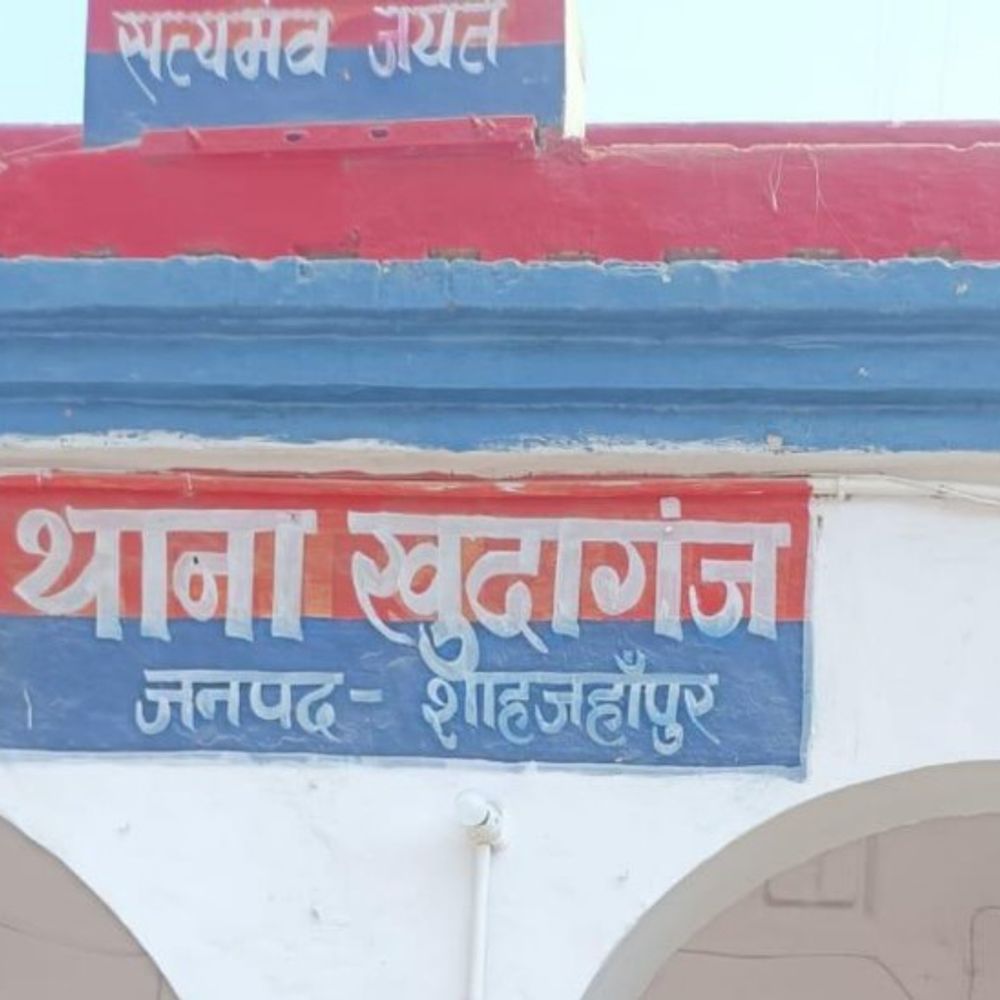 सत्यमेव जयते
थाना खुदागंज
जनपद- शाहजहाँपुर